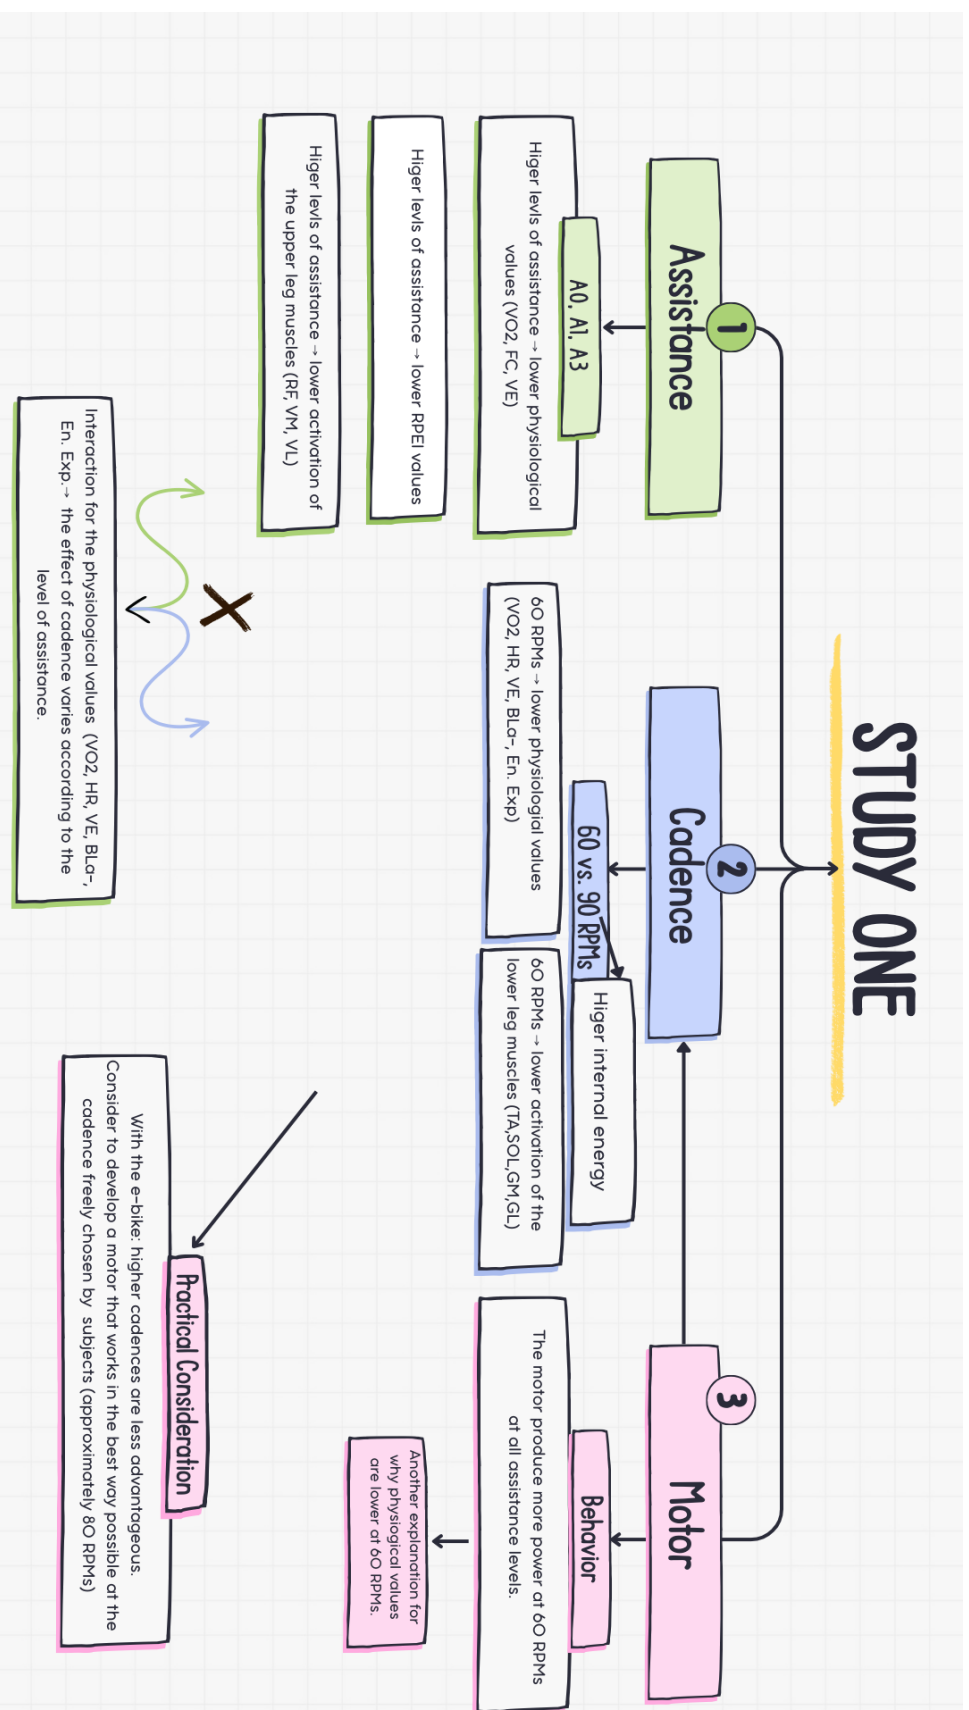 STUDY ONE
1
Assistance
A0, A1, A3
Higer levls of assistance → lower physiological
values (VO2, FC, VE)
Higer levls of assistance → lower RPEI values
Higer levls of assistance → lower activation of
the upper leg muscles (RF, VM, VL)
2
Cadence
60 vs. 90 RPMs
Higer internal energy
60 RPMs → lower physiologial values
(VO2, HR, VE, BLa-, En. Exp)
60 RPMs → lower activation of the
lower leg muscles (TA,SOL,GM,GL)
X
Interaction for the physiological values (VO2, HR, VE, BLa-,
En. Exp.→ the effect of cadence varies according to the
level of assistance.
3
Motor
Behavior
The motor produce more power at 60 RPMs
at all assistance levels.
Another explanation for
why physiogical values
are lower at 60 RPMs.
Practical Consideration
With the e-bike: higher cadences are less advantageous.
Consider to develop a motor that works in the best way possible at the
cadence freely chosen by subjects (approximately 80 RPMs)